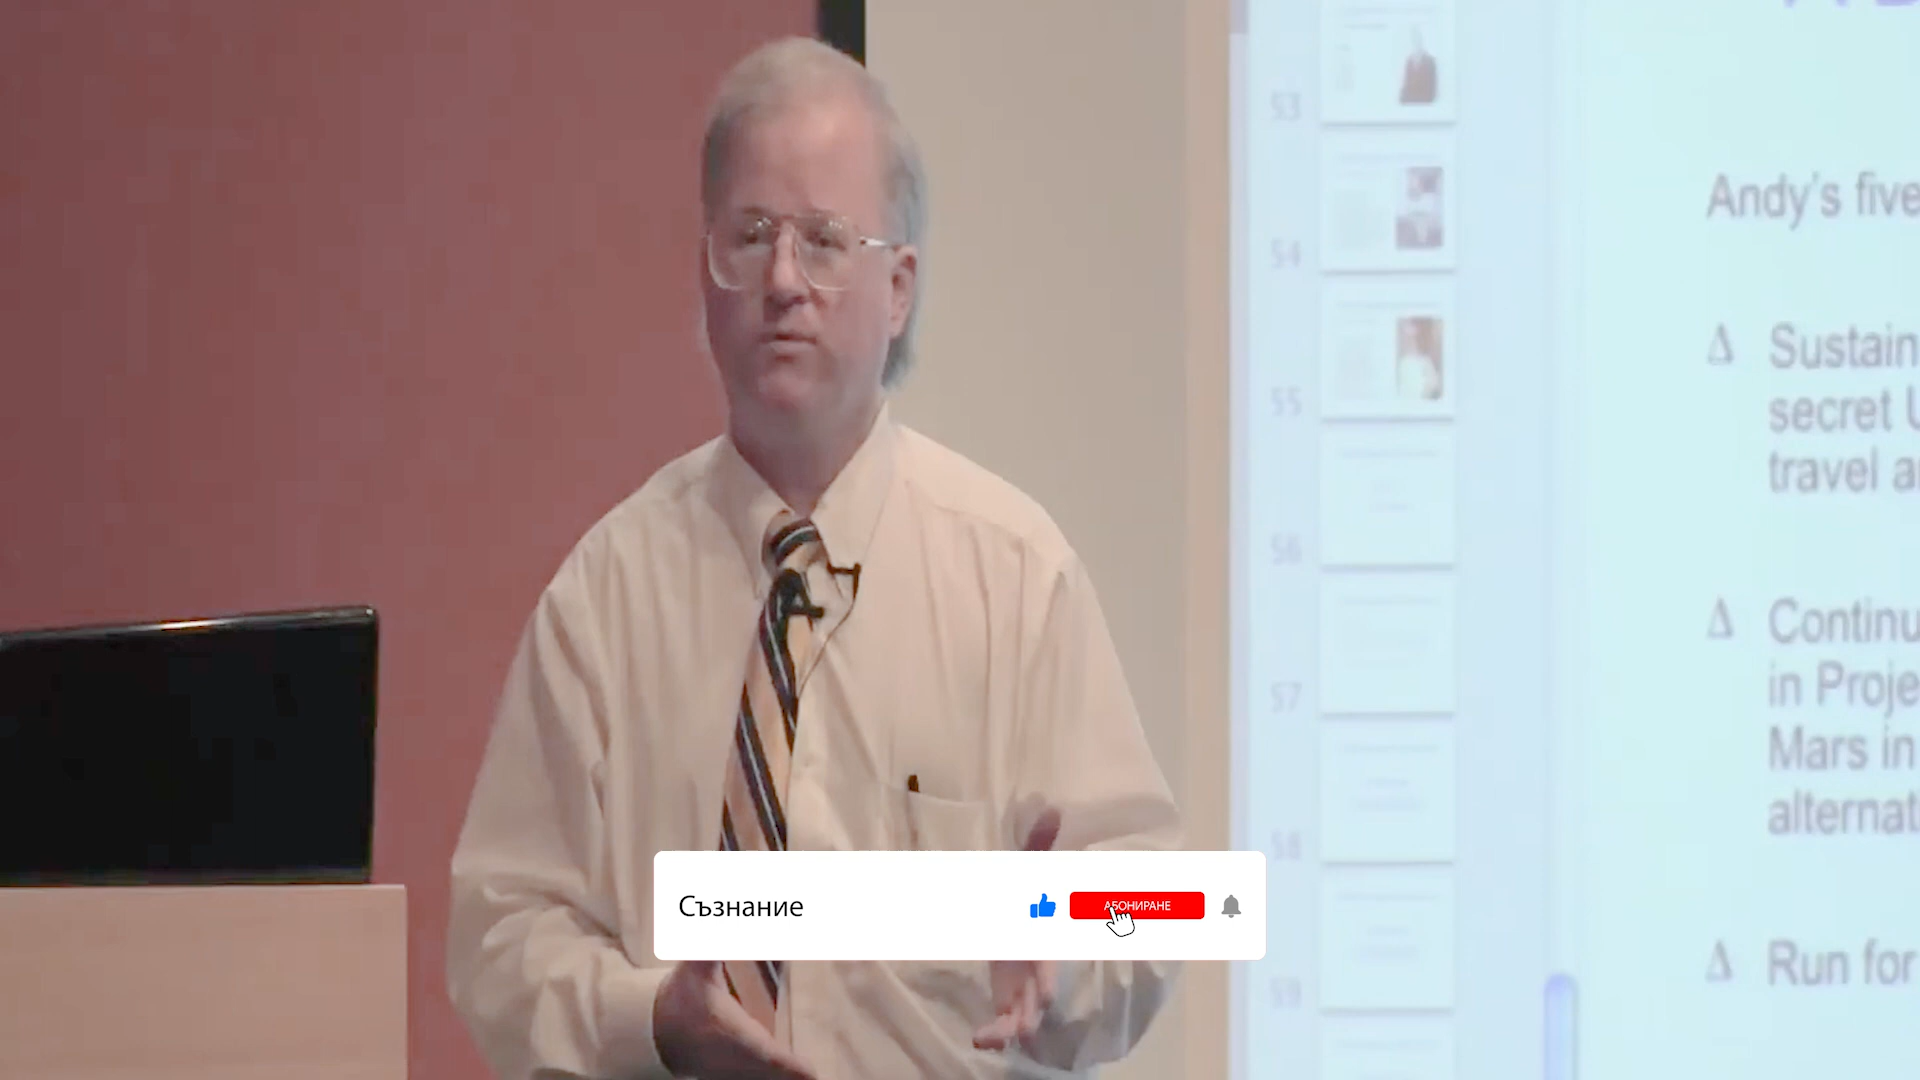 53
54
55
56
57
58
59
Andy's five
Δ Sustain
secret U
travel a
Δ Continu
in Proje
Mars in
alternat
Δ Run for
Съзнание
АБОНИРАНЕ